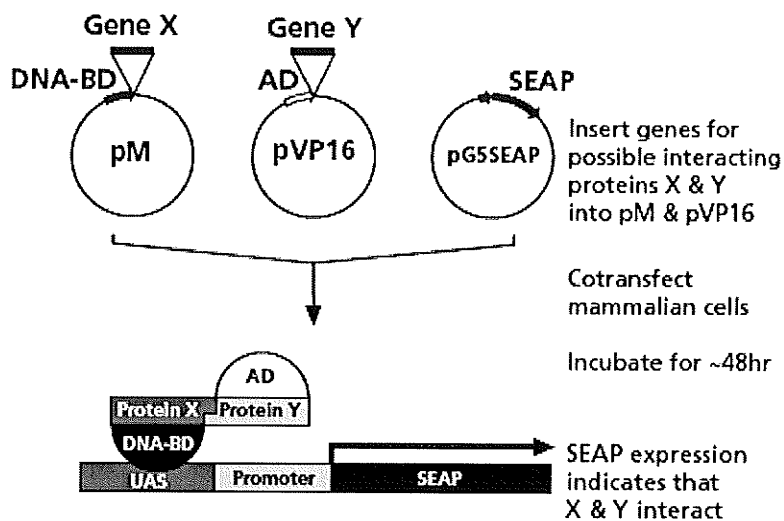 Gene X
Gene Y
DNA-BD
AD
SEAP
pM
pVP16
pG5SEAP
Insert genes for
possible interacting
proteins X & Y
into pM & pVP16
Cotransfect
mammalian cells
Incubate for ~48hr
AD
Protein X
Protein Y
DNA-BD
UAS
Promoter
SEAP
SEAP expression
indicates that
X & Y interact